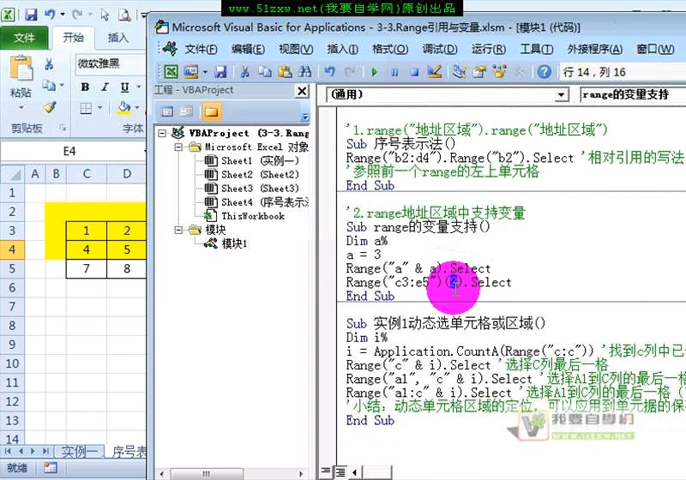 www.51zxw.net(我要自学网)原创出品
Microsoft Visual Basic for Applications - 3-3.Range引用与变量.xlsm - [模块1 (代码)]
文件 开始 插入
文件(F) 编辑(E) 视图(V) 插入(I) 格式(O) 调试(D) 运行(R) 工具(T) 外接程序(A) 窗口(W)
微软雅黑
粘贴
B I U
剪贴板
行 14, 列 16
工程 - VBAProject
(通用)
range的变量支持
E4
A B C D
1
2
3 1 2
4 4 5
5 7 8
6
7
8
9
10
11
12
13
14
VBAProject (3-3.Rang
Microsoft Excel 对象
Sheet1 (实例一)
Sheet2 (Sheet2)
Sheet3 (Sheet3)
Sheet4 (序号表示
ThisWorkbook
模块
模块1
'1.range("地址区域").range("地址区域")
Sub 序号表示法()
Range("b2:d4").Range("b2").Select '相对引用的写法
'参照前一个range的左上单元格
End Sub
'2.range地址区域中支持变量
Sub range的变量支持()
Dim a%
a = 3
Range("a" & a).Select
Range("c3:e5")(2).Select
End Sub
Sub 实例1动态选单元格或区域()
Dim i%
i = Application.CountA(Range("c:c")) '找到c列中已
Range("c" & i).Select '选择C列最后一格
Range("a1", "c" & i).Select '选择A1到C列的最后一格
Range("a1:c" & i).Select '选择A1到C列的最后一格
'小结：动态单元格区域的定位，可以应用到单元据的保
End Sub
我要自学网
WWW.51ZXW.NET
实例一 序号表
就绪